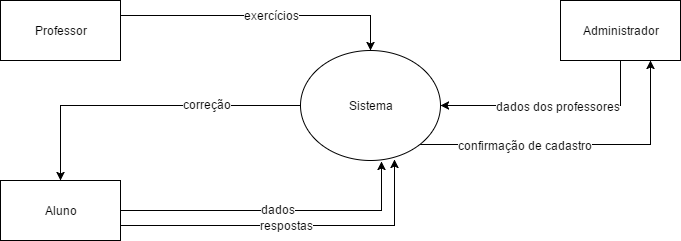 exercícios
Professor
Administrador
correção
Sistema
dados dos professores
confirmação de cadastro
Aluno
dados
respostas